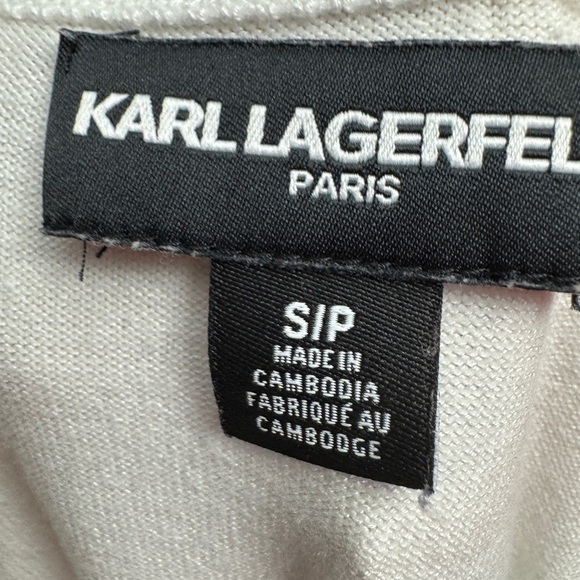 KARL LAGERFEL
PARIS
S/P
MADE IN
CAMBODIA
FABRIQUÉ AU
CAMBODGE